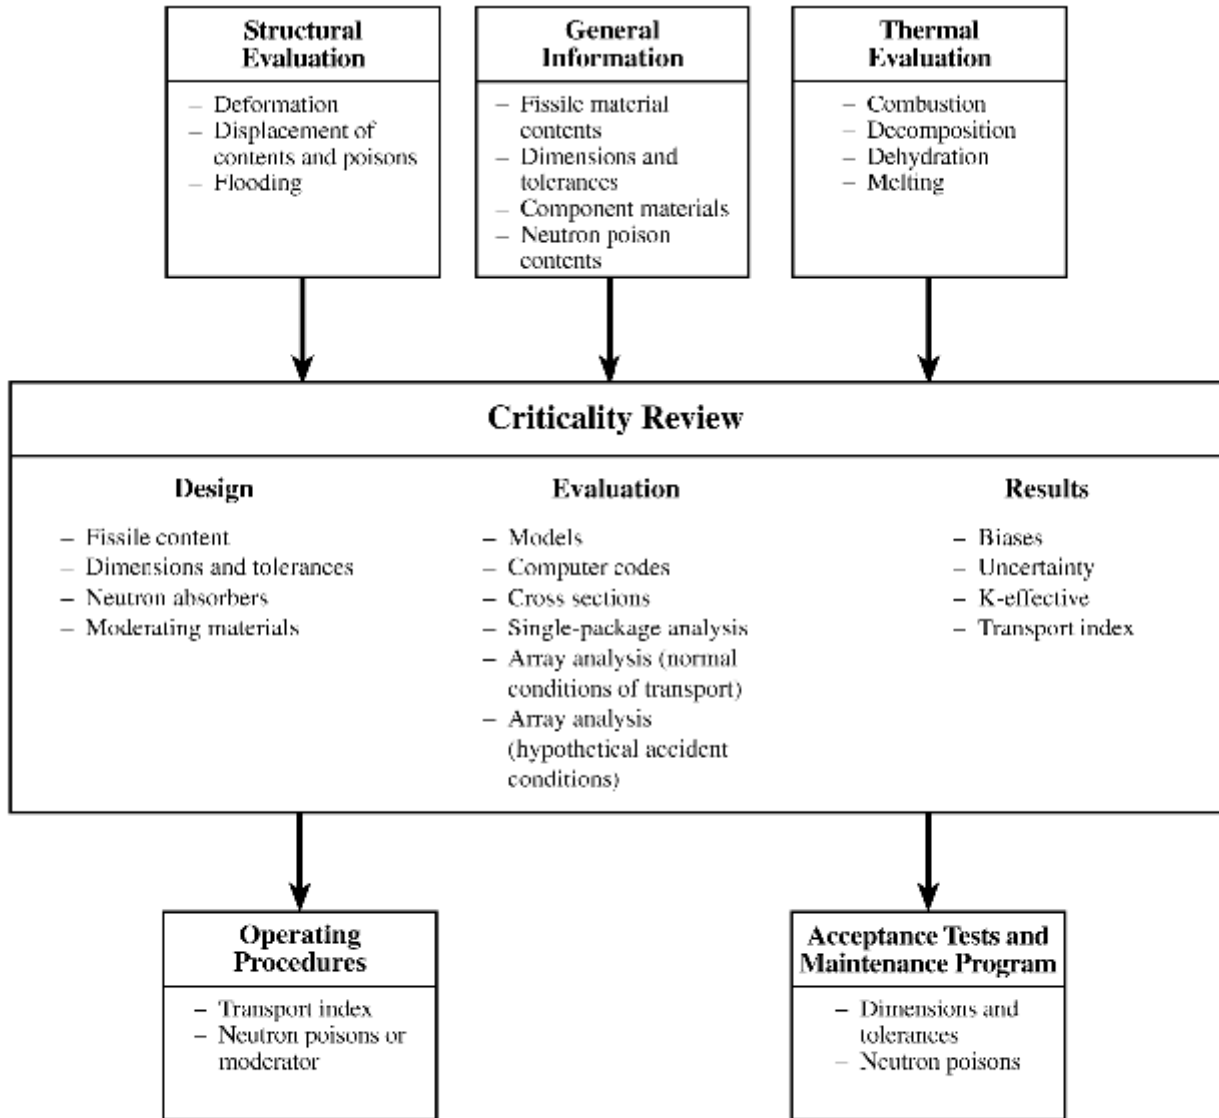 Structural
Evaluation
– Deformation
– Displacement of
contents and poisons
– Flooding
General
Information
– Fissile material
contents
– Dimensions and
tolerances
– Component materials
– Neutron poison
contents
Thermal
Evaluation
– Combustion
– Decomposition
– Dehydration
– Melting
Criticality Review
Design
– Fissile content
– Dimensions and tolerances
– Neutron absorbers
– Moderating materials
Evaluation
– Models
– Computer codes
– Cross sections
– Single-package analysis
– Array analysis (normal
conditions of transport)
– Array analysis
(hypothetical accident
conditions)
Results
– Biases
– Uncertainty
– K-effective
– Transport index
Operating
Procedures
– Transport index
– Neutron poisons or
moderator
Acceptance Tests and
Maintenance Program
– Dimensions and
tolerances
– Neutron poisons